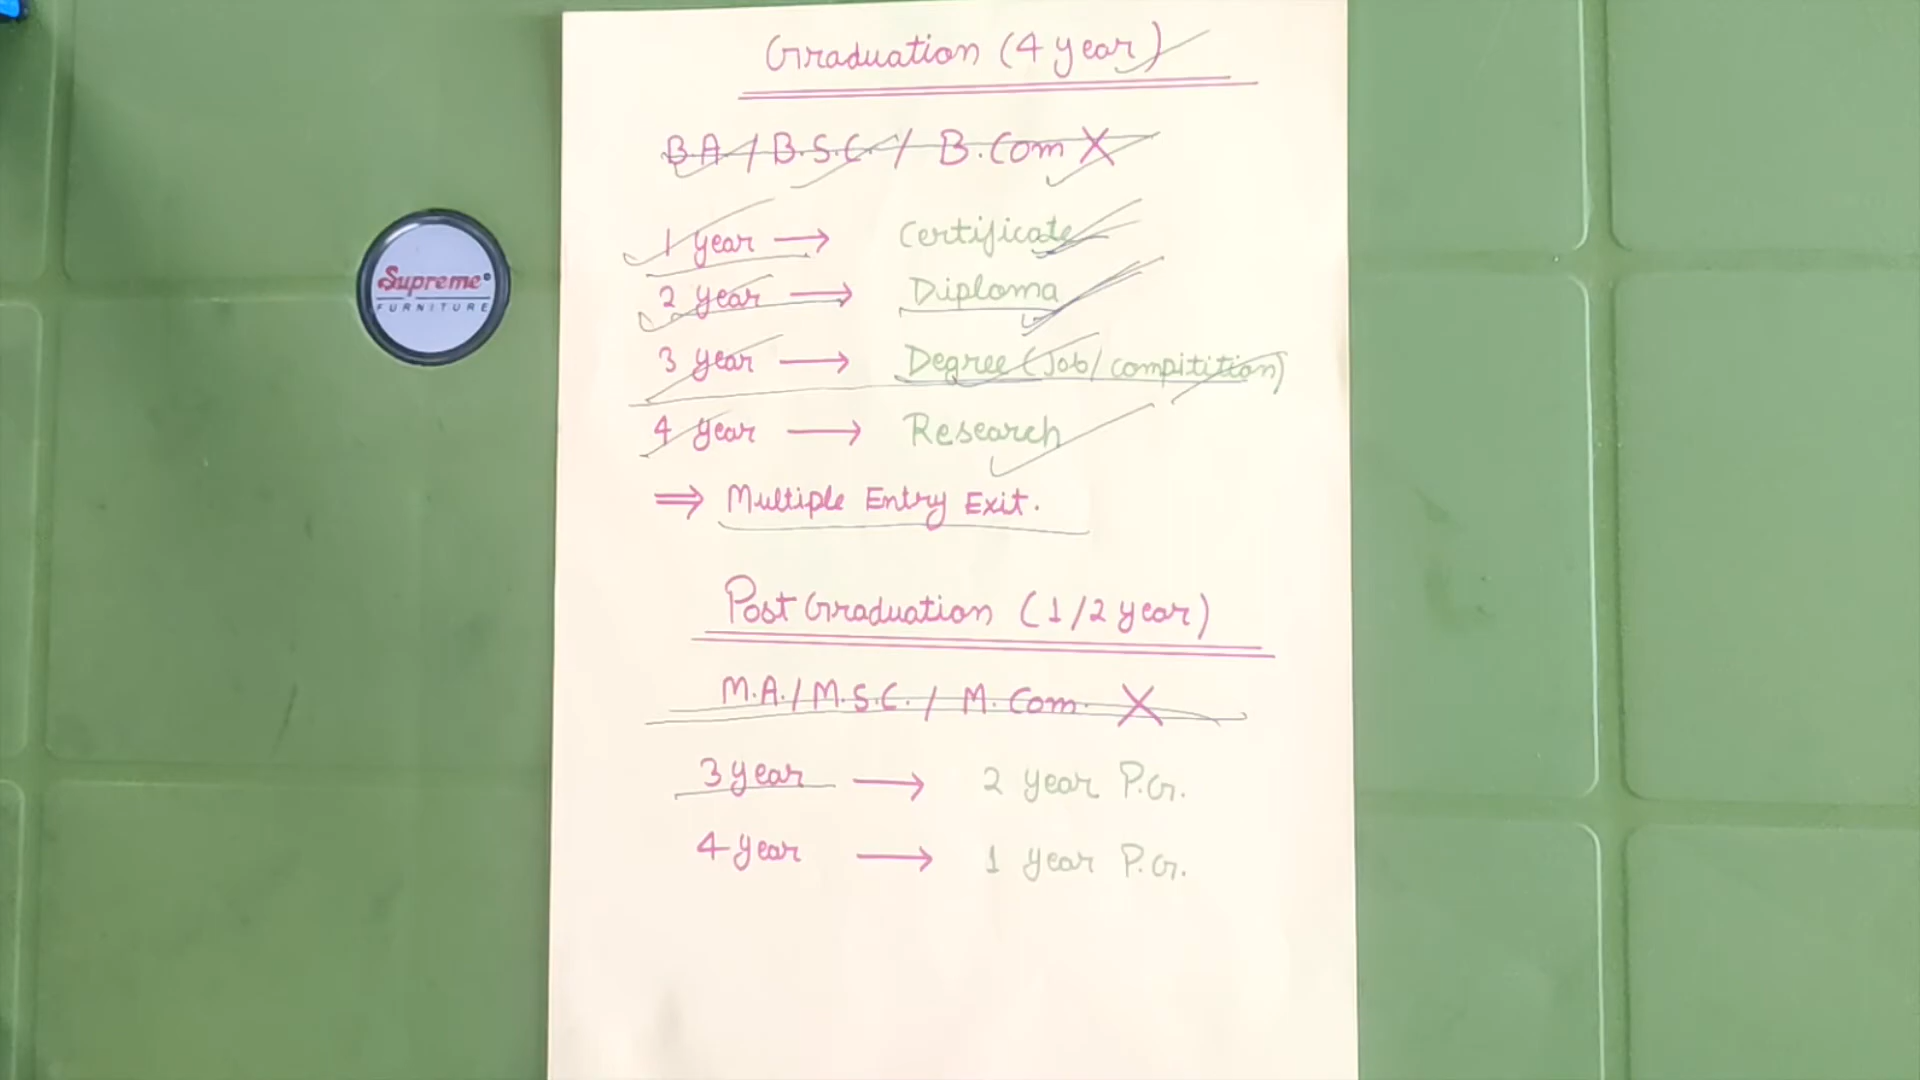 Graduation (4 year)
B.A / B.S.C. / B.Com X
1 year → Certificate
2 year → Diploma
3 year → Degree (Job/compitition)
4 year → Research
⇒ Multiple Entry Exit.
Post Graduation (1/2 year)
M.A. / M.S.C. / M.Com. X
3 year → 2 year P.G.
4 year → 1 year P.G.
Supreme
FURNITURE